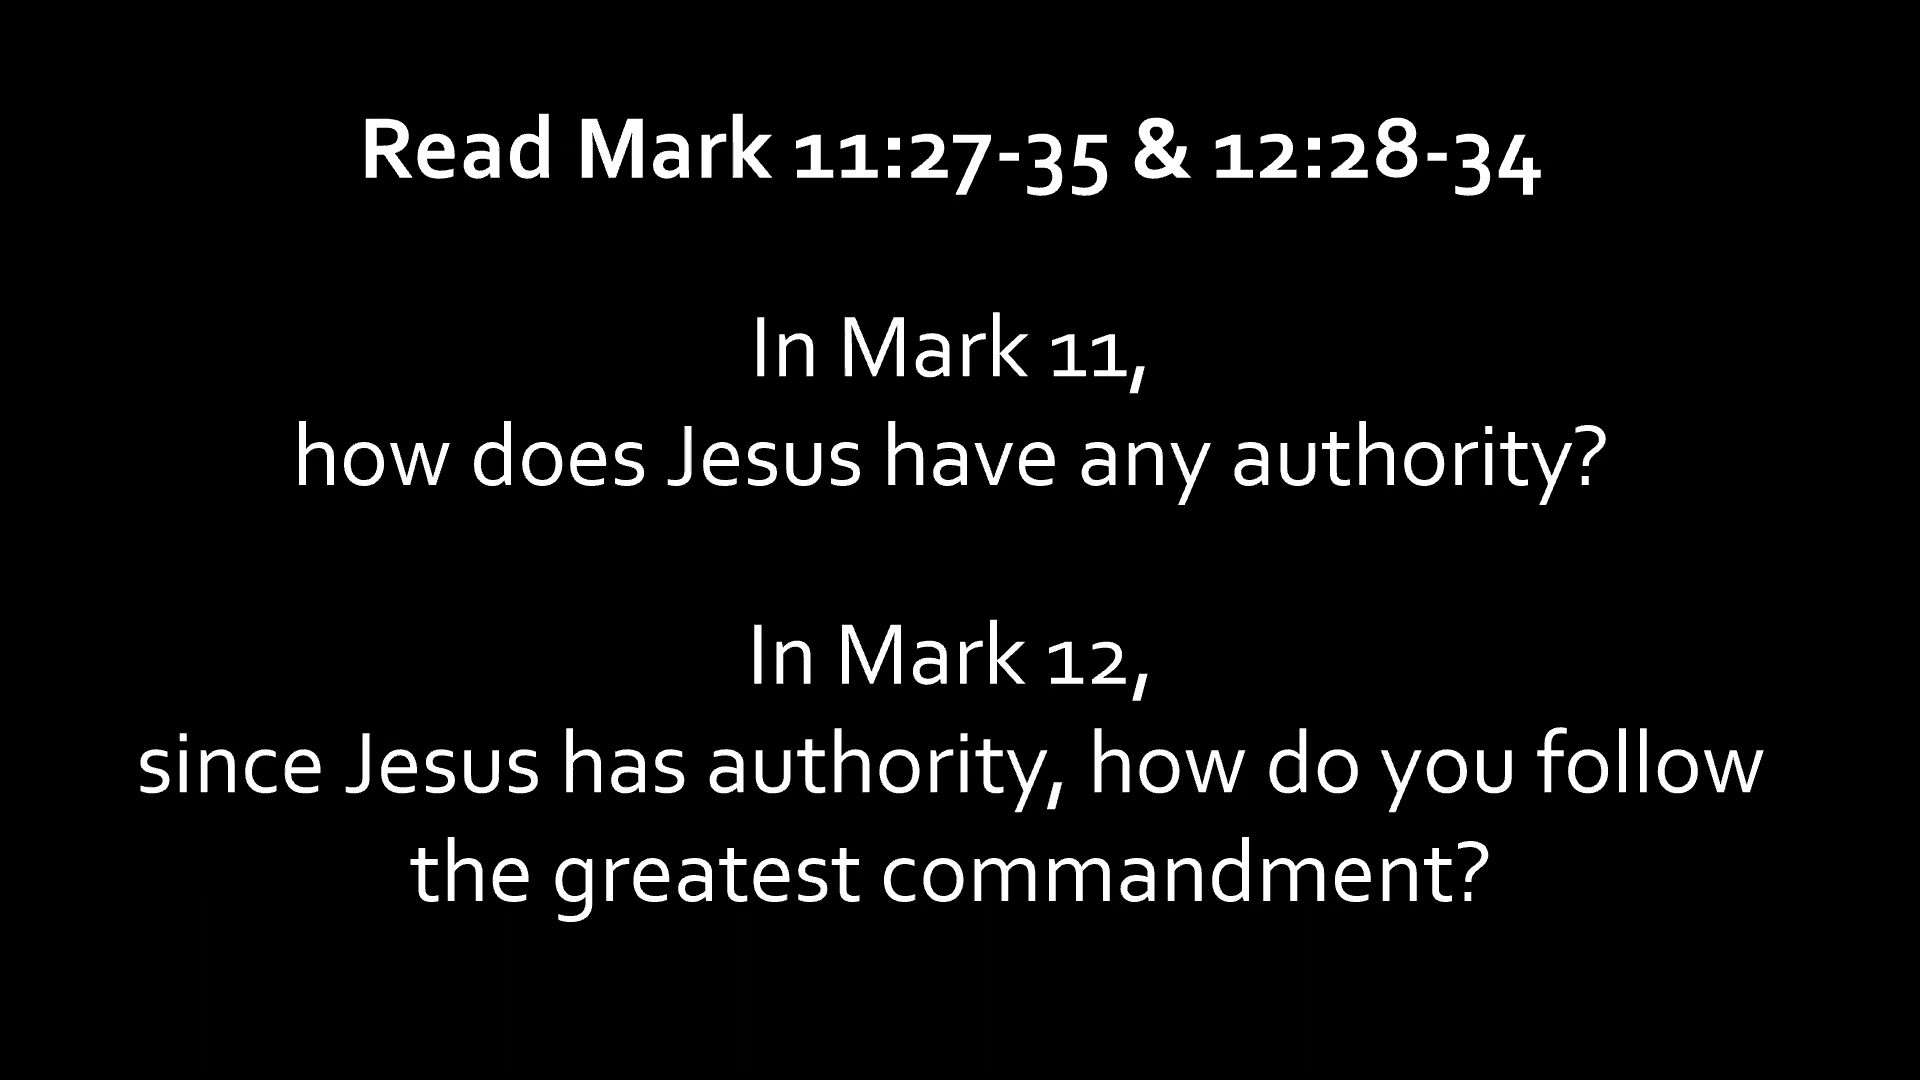 Read Mark 11:27-35 & 12:28-34
In Mark 11,
how does Jesus have any authority?
In Mark 12,
since Jesus has authority, how do you follow
the greatest commandment?